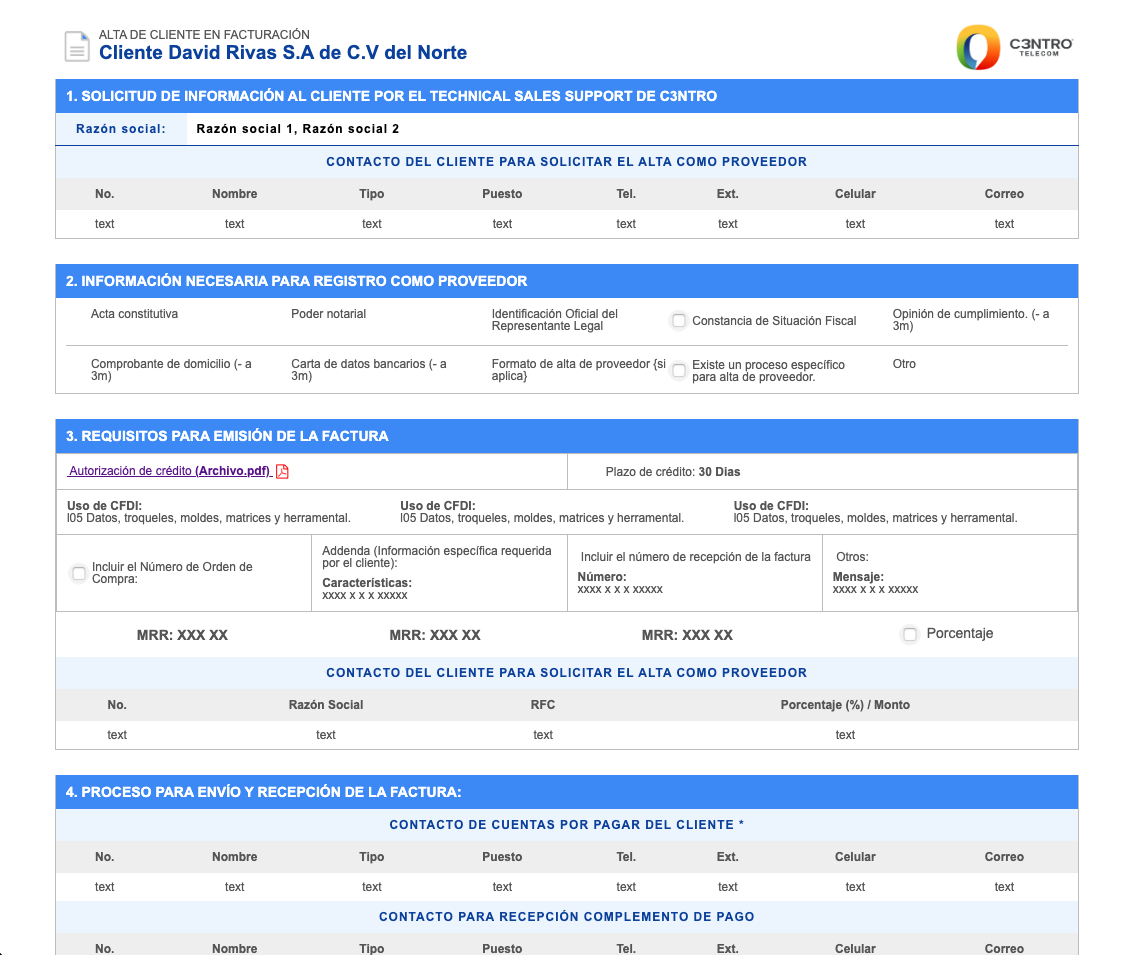 ALTA DE CLIENTE EN FACTURACIÓN
Cliente David Rivas S.A de C.V del Norte
C3NTRO
TELECOM
1. SOLICITUD DE INFORMACIÓN AL CLIENTE POR EL TECHNICAL SALES SUPPORT DE C3NTRO
Razón social: Razón social 1, Razón social 2
CONTACTO DEL CLIENTE PARA SOLICITAR EL ALTA COMO PROVEEDOR
No. Nombre Tipo Puesto Tel. Ext. Celular Correo
text text text text text text text text
2. INFORMACIÓN NECESARIA PARA REGISTRO COMO PROVEEDOR
Acta constitutiva
Poder notarial
Identificación Oficial del
Representante Legal
Constancia de Situación Fiscal
Opinión de cumplimiento. (- a
3m)
Comprobante de domicilio (- a
3m)
Carta de datos bancarios (- a
3m)
Formato de alta de proveedor {si
aplica}
Existe un proceso específico
para alta de proveedor.
Otro
3. REQUISITOS PARA EMISIÓN DE LA FACTURA
Autorización de crédito (Archivo.pdf)
Plazo de crédito: 30 Dias
Uso de CFDI:
I05 Datos, troqueles, moldes, matrices y herramental.
Uso de CFDI:
I05 Datos, troqueles, moldes, matrices y herramental.
Uso de CFDI:
I05 Datos, troqueles, moldes, matrices y herramental.
Incluir el Número de Orden de
Compra:
Addenda (Información específica requerida
por el cliente):
Características:
xxxx x x x xxxxx
Incluir el número de recepción de la factura
Número:
xxxx x x x xxxxx
Otros:
Mensaje:
xxxx x x x xxxxx
MRR: XXX XX MRR: XXX XX MRR: XXX XX Porcentaje
CONTACTO DEL CLIENTE PARA SOLICITAR EL ALTA COMO PROVEEDOR
No. Razón Social RFC Porcentaje (%) / Monto
text text text text
4. PROCESO PARA ENVÍO Y RECEPCIÓN DE LA FACTURA:
CONTACTO DE CUENTAS POR PAGAR DEL CLIENTE *
No. Nombre Tipo Puesto Tel. Ext. Celular Correo
text text text text text text text text
CONTACTO PARA RECEPCIÓN COMPLEMENTO DE PAGO
No. Nombre Tipo Puesto Tel. Ext. Celular Correo